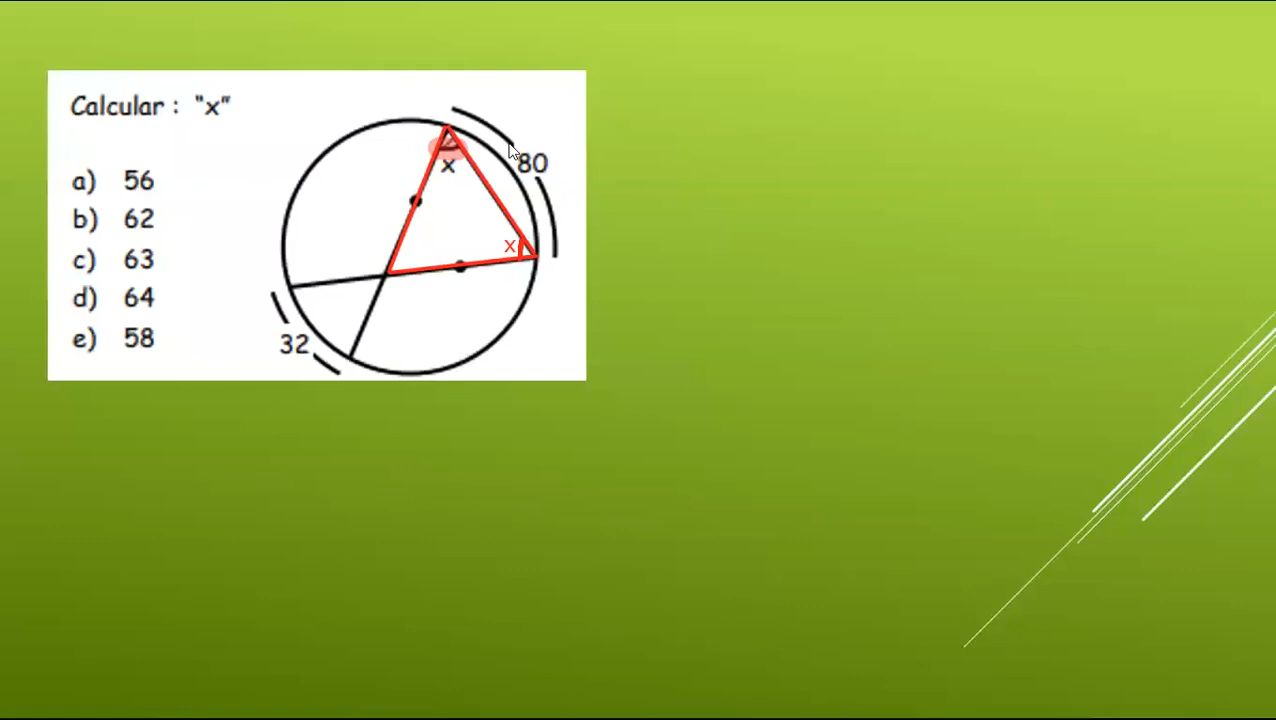 Calcular : "x"
a) 56
b) 62
c) 63
d) 64
e) 58
80
x
x
32